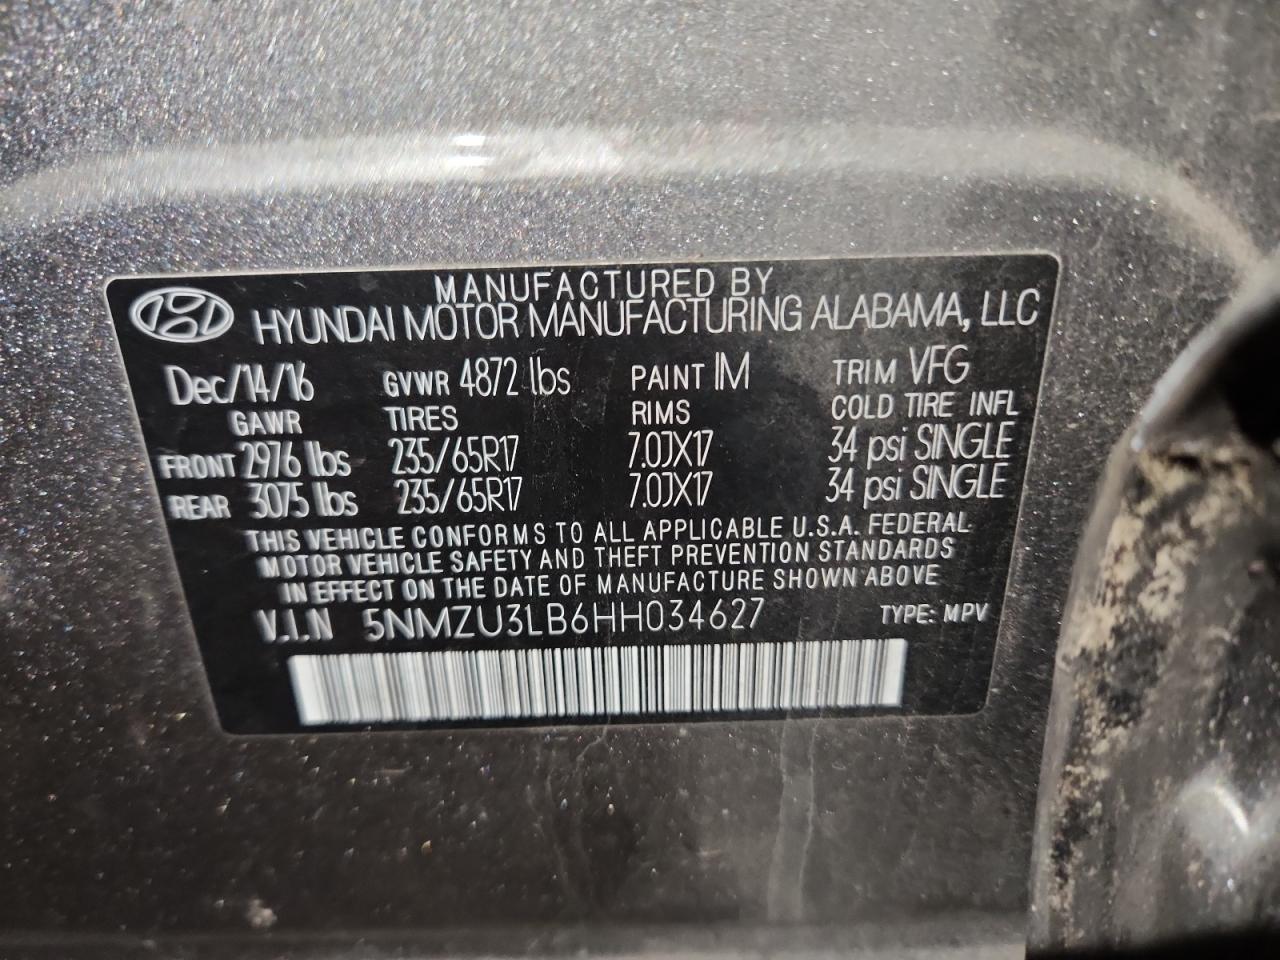 MANUFACTURED BY
HYUNDAI MOTOR MANUFACTURING ALABAMA, LLC
Dec/14/16 GVWR 4872 lbs PAINT IM TRIM VFG
GAWR TIRES RIMS COLD TIRE INFL
FRONT 2976 lbs 235/65R17 7.0JX17 34 psi SINGLE
REAR 3075 lbs 235/65R17 7.0JX17 34 psi SINGLE
THIS VEHICLE CONFORMS TO ALL APPLICABLE U.S.A. FEDERAL
MOTOR VEHICLE SAFETY AND THEFT PREVENTION STANDARDS
IN EFFECT ON THE DATE OF MANUFACTURE SHOWN ABOVE
V.I.N 5NMZU3LB6HH034627 TYPE: MPV